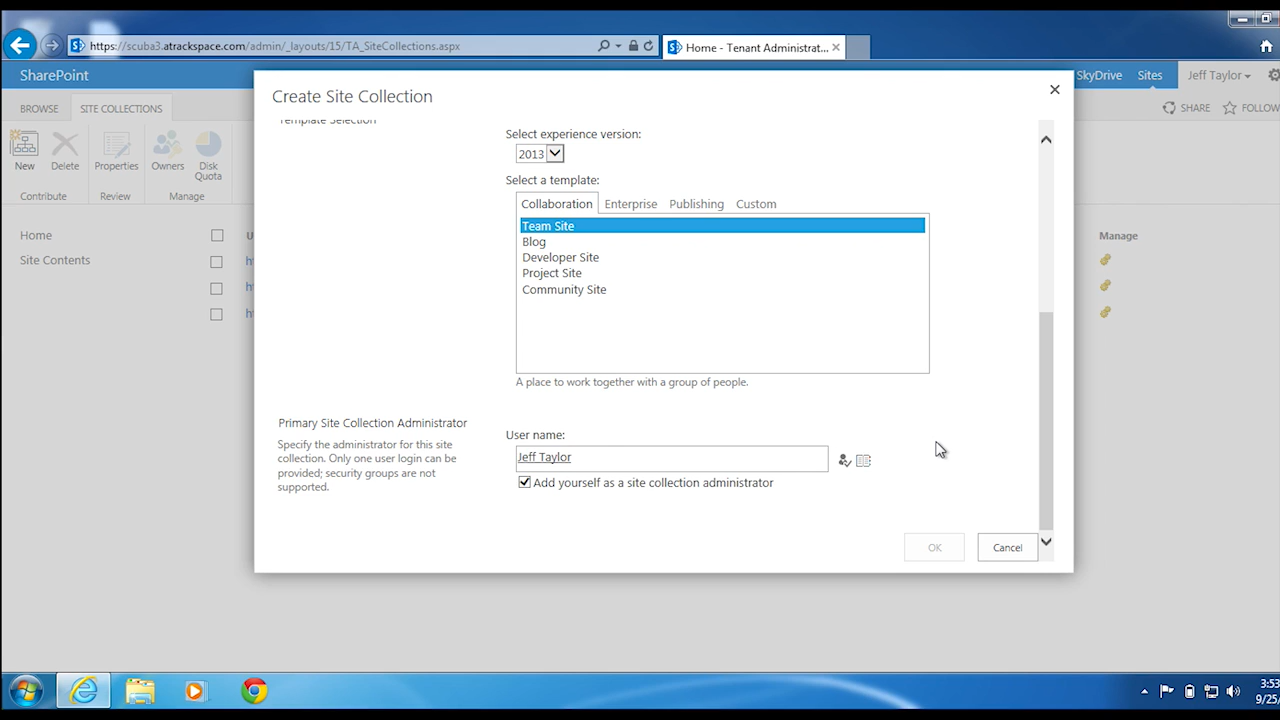 https://scuba3.atrackspace.com/admin/_layouts/15/TA_SiteCollections.aspx
Home - Tenant Administrat...
SharePoint
SkyDrive
Sites
Jeff Taylor
BROWSE
SITE COLLECTIONS
SHARE
FOLLOW
New
Delete
Properties
Owners
Disk
Quota
Contribute
Review
Manage
Home
Site Contents
Manage
Create Site Collection
Template Selection
Select experience version:
2013
Select a template:
Collaboration
Enterprise
Publishing
Custom
Team Site
Blog
Developer Site
Project Site
Community Site
A place to work together with a group of people.
Primary Site Collection Administrator
Specify the administrator for this site
collection. Only one user login can be
provided; security groups are not
supported.
User name:
Jeff Taylor
Add yourself as a site collection administrator
OK
Cancel
3:53
9/25/